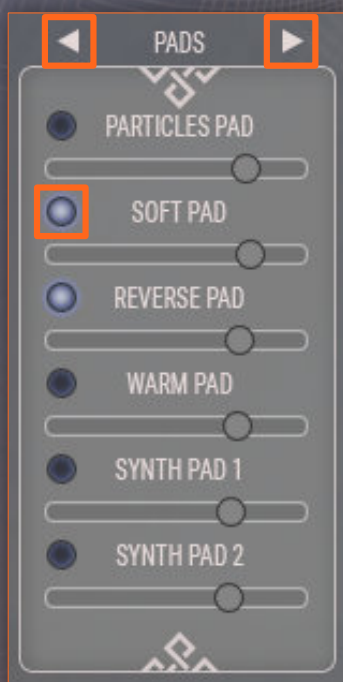 PADS
PARTICLES PAD
SOFT PAD
REVERSE PAD
WARM PAD
SYNTH PAD 1
SYNTH PAD 2